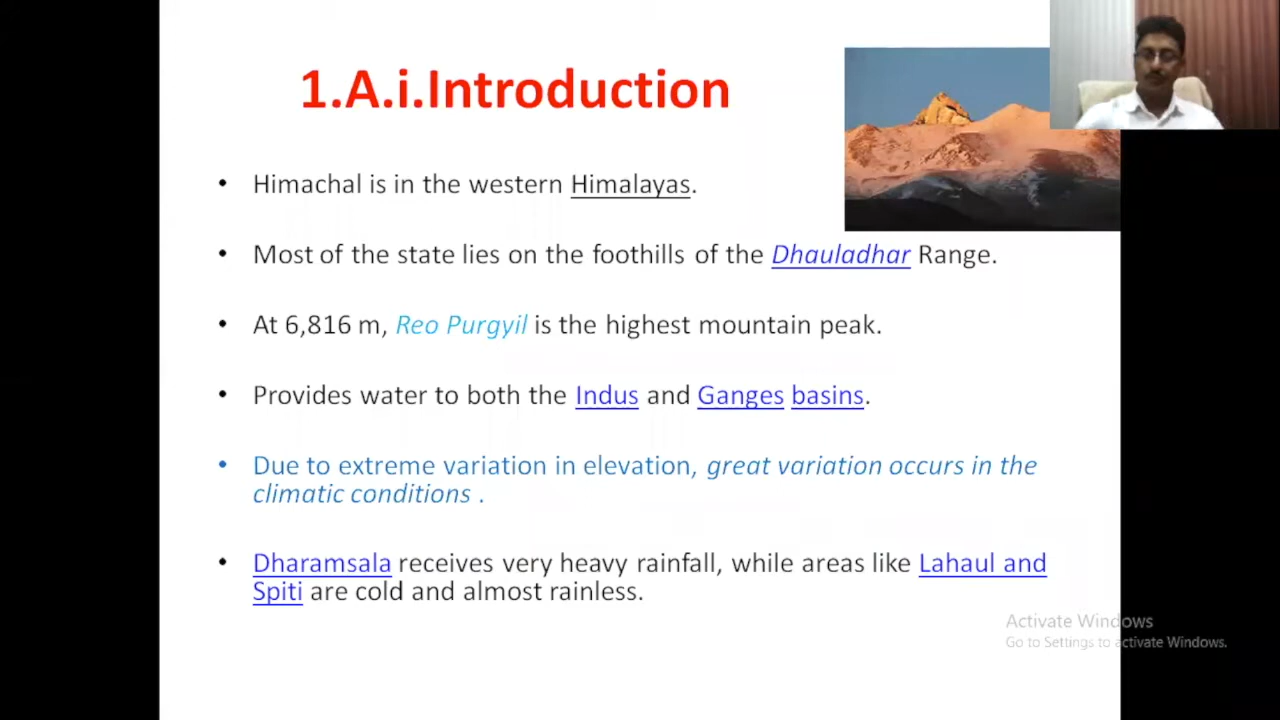 1.A.i.Introduction
• Himachal is in the western Himalayas.
• Most of the state lies on the foothills of the Dhauladhar Range.
• At 6,816 m, Reo Purgyil is the highest mountain peak.
• Provides water to both the Indus and Ganges basins.
• Due to extreme variation in elevation, great variation occurs in the
climatic conditions .
• Dharamsala receives very heavy rainfall, while areas like Lahaul and
Spiti are cold and almost rainless.
Activate Windows
Go to Settings to activate Windows.